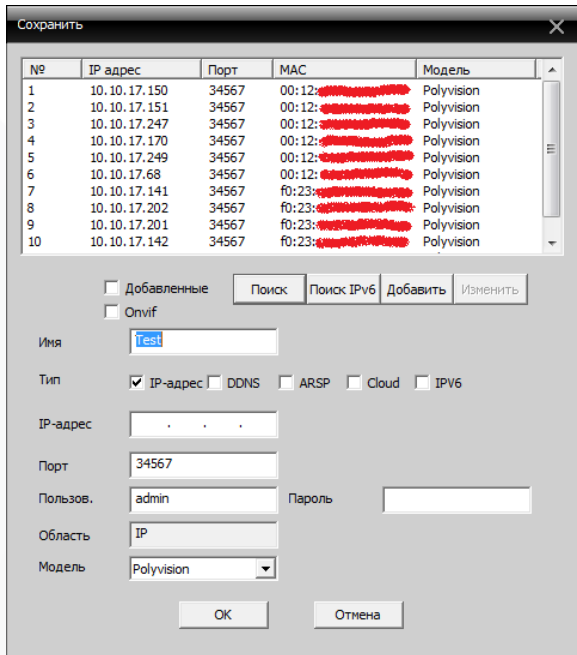 Сохранить
№ IP адрес Порт MAC Модель
1 10.10.17.150 34567 00:12: Polyvision
2 10.10.17.151 34567 00:12: Polyvision
3 10.10.17.247 34567 00:12: Polyvision
4 10.10.17.170 34567 00:12: Polyvision
5 10.10.17.249 34567 00:12: Polyvision
6 10.10.17.68 34567 00:12: Polyvision
7 10.10.17.141 34567 f0:23: Polyvision
8 10.10.17.202 34567 f0:23: Polyvision
9 10.10.17.201 34567 f0:23: Polyvision
10 10.10.17.142 34567 f0:23: Polyvision
Добавленные Поиск Поиск IPv6 Добавить Изменить
Onvif
Имя Test
Тип IP-адрес DDNS ARSP Cloud IPV6
IP-адрес . . .
Порт 34567
Пользов. admin Пароль
Область IP
Модель Polyvision
OK Отмена